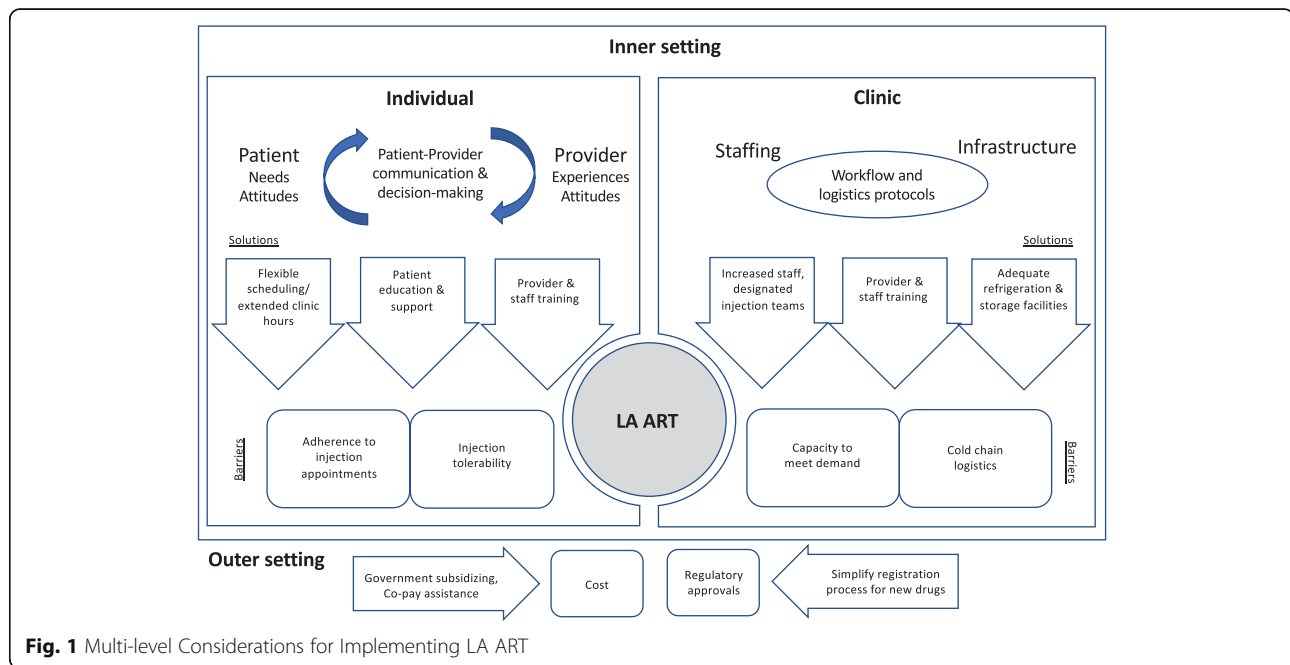 Inner setting
Individual
Patient
Needs
Attitudes
Patient-Provider
communication &
decision-making
Provider
Experiences
Attitudes
Solutions
Flexible
scheduling/
extended clinic
hours
Patient
education &
support
Provider &
staff training
Barriers
Adherence to
injection
appointments
Injection
tolerability
LA ART
Clinic
Staffing
Infrastructure
Workflow and
logistics protocols
Solutions
Increased staff,
designated
injection teams
Provider &
staff training
Adequate
refrigeration &
storage facilities
Capacity to
meet demand
Cold chain
logistics
Barriers
Outer setting
Government subsidizing,
Co-pay assistance
Cost
Regulatory
approvals
Simplify registration
process for new drugs
Fig. 1 Multi-level Considerations for Implementing LA ART